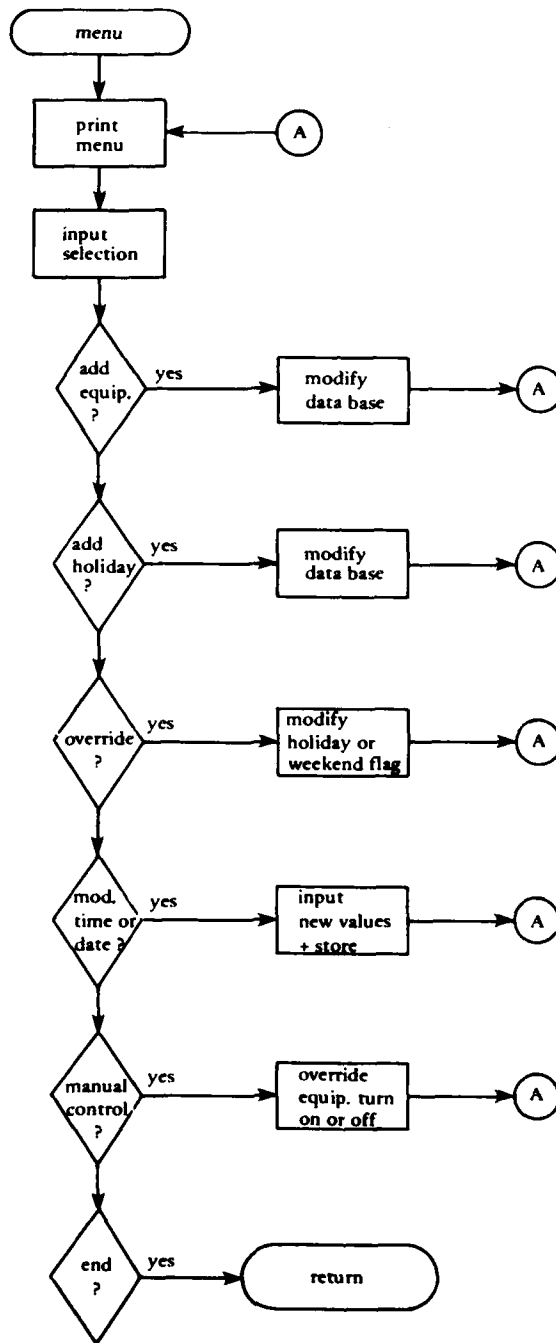 menu
print
menu
A
input
selection
add
equip.
?
yes
modify
data base
A
add
holiday
?
yes
modify
data base
A
override
?
yes
modify
holiday or
weekend flag
A
mod.
time or
date ?
yes
input
new values
+ store
A
manual
control
?
yes
override
equip. turn
on or off
A
end
?
yes
return